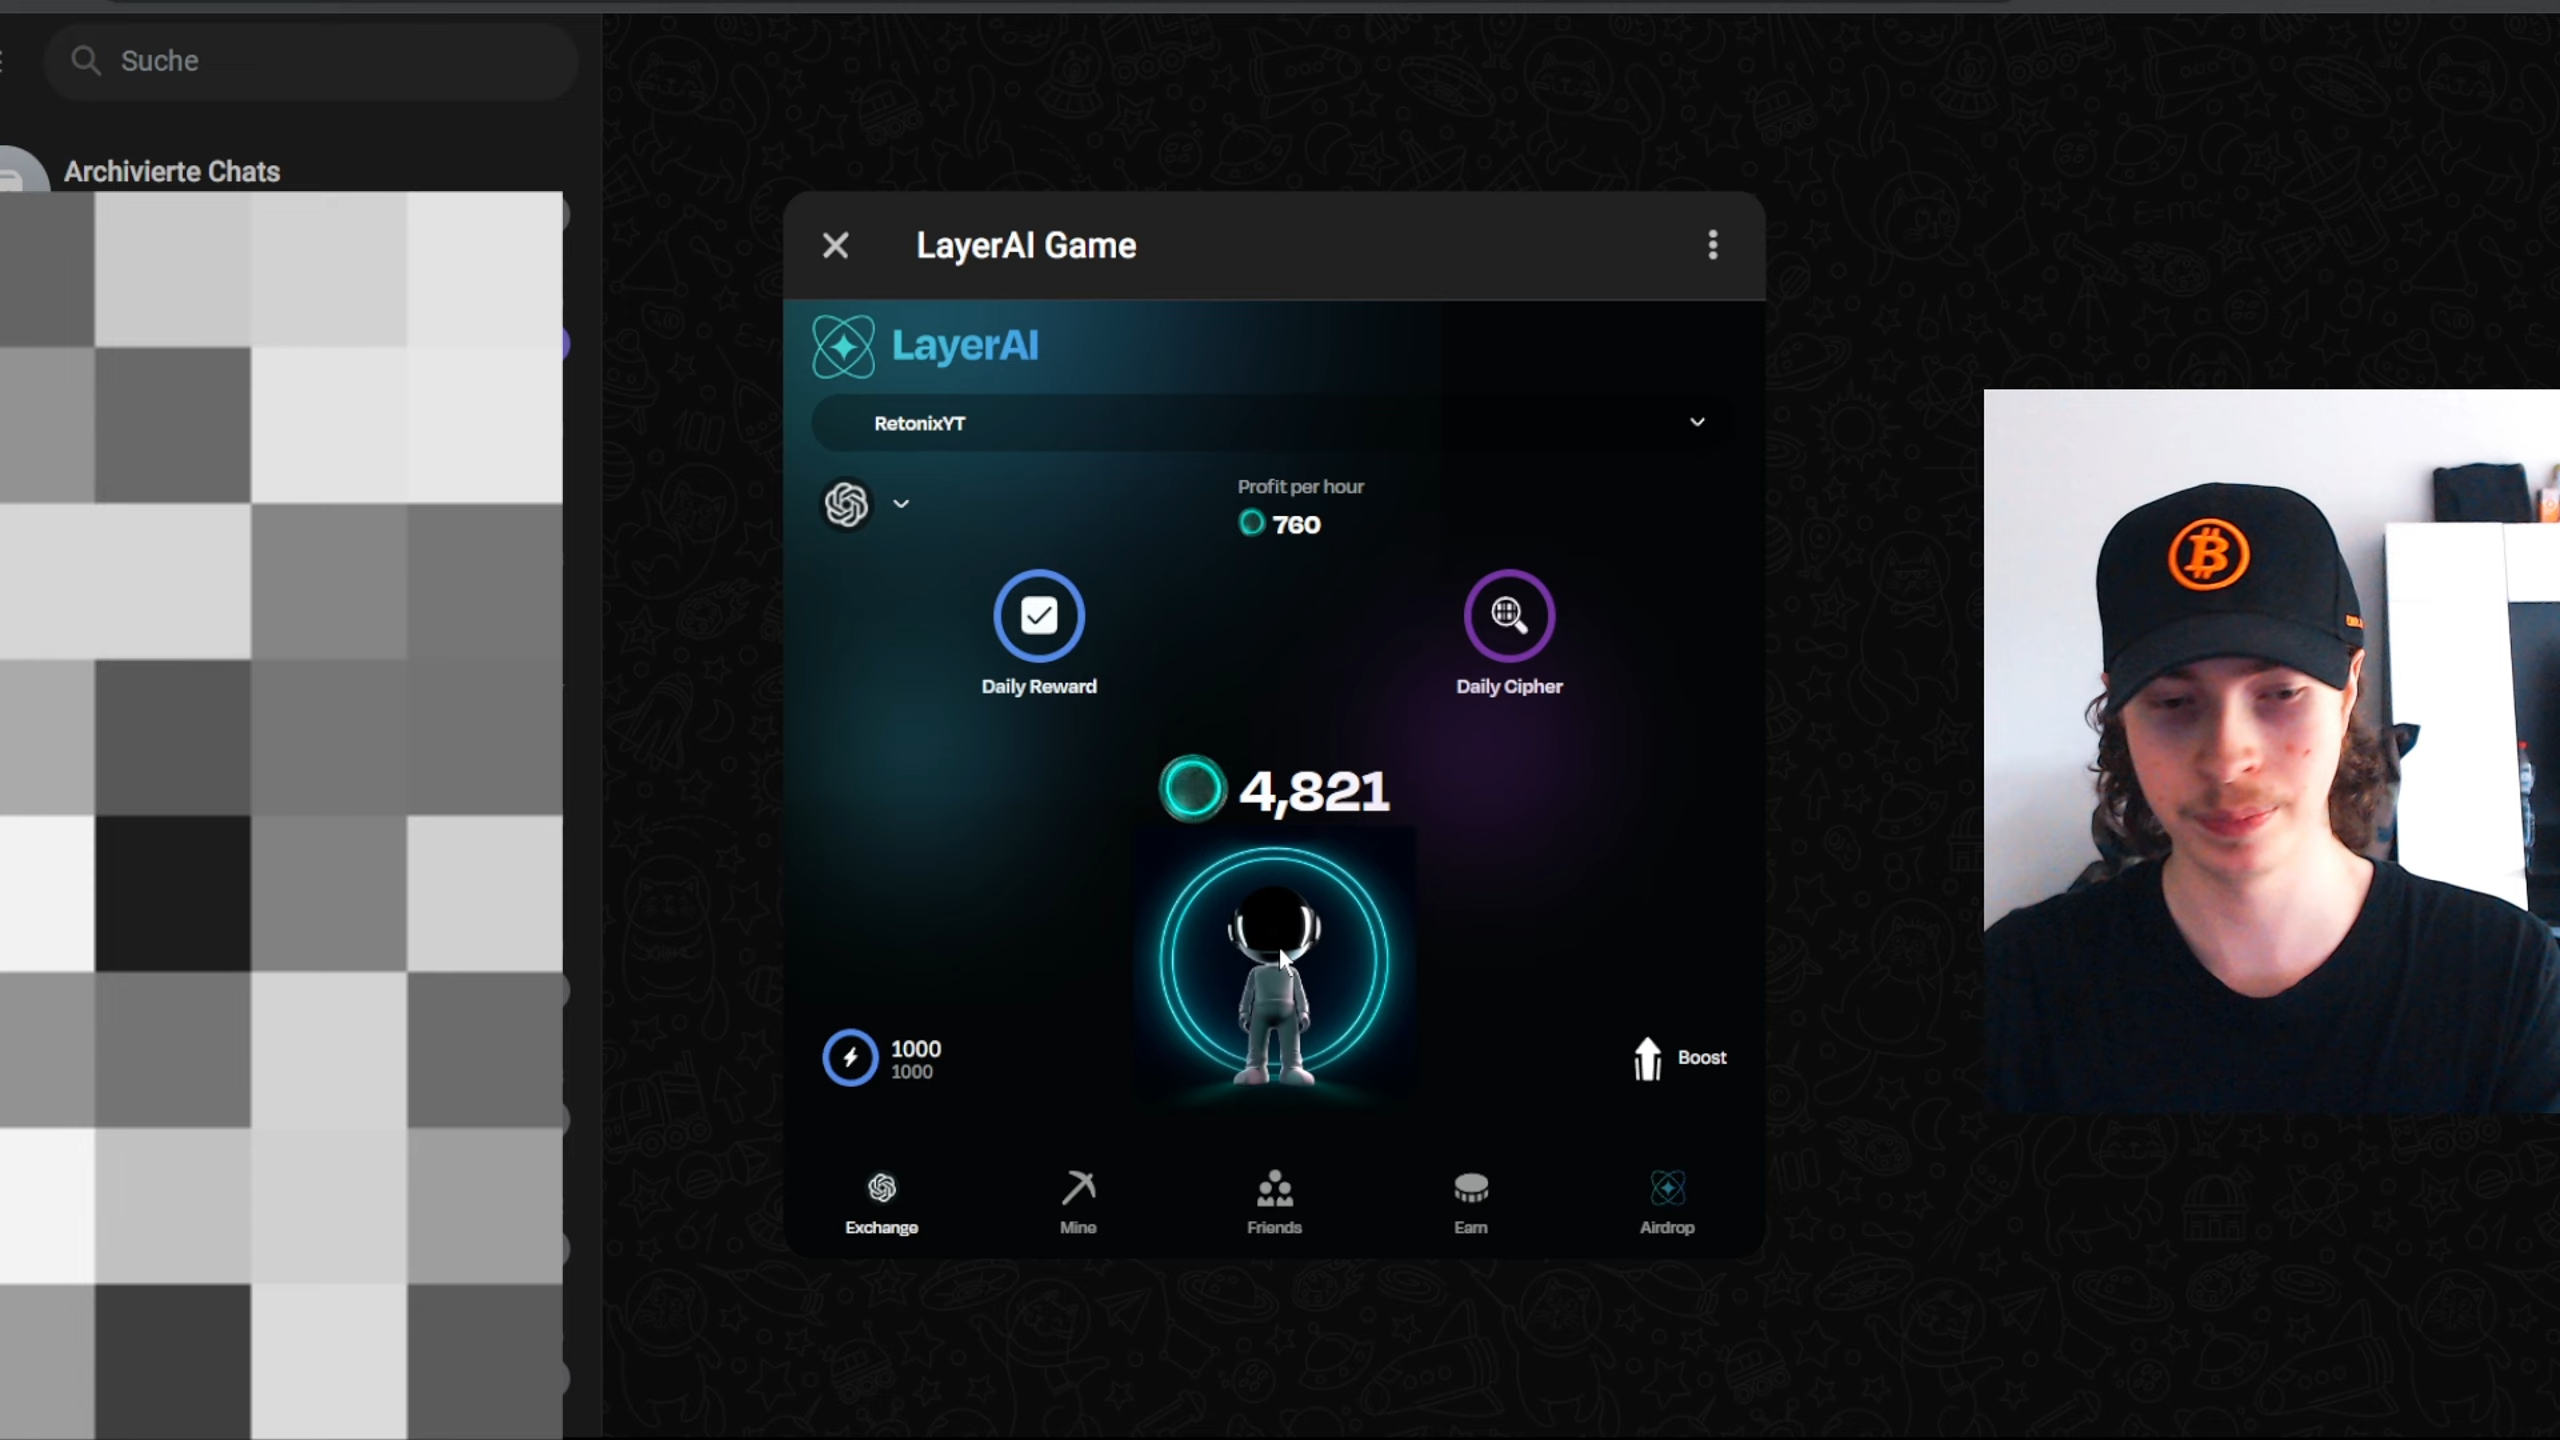 Suche
Archivierte Chats
LayerAI Game
LayerAI
RetonixYT
Profit per hour
760
Daily Reward
Daily Cipher
4,821
1000
1000
Boost
Exchange
Mine
Friends
Earn
Airdrop